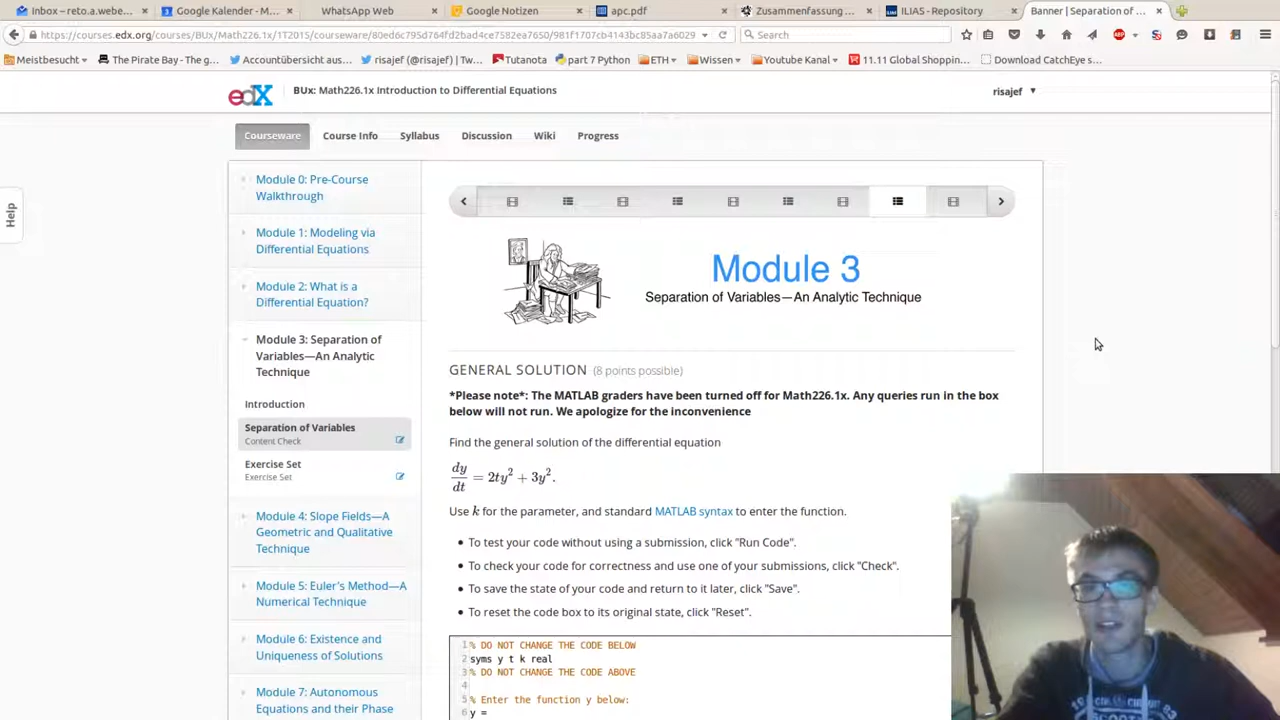 Inbox – reto.a.webe...
Google Kalender - M...
WhatsApp Web
Google Notizen
apc.pdf
Zusammenfassung ...
ILIAS - Repository
Banner | Separation of ...
https://courses.edx.org/courses/BUx/Math226.1x/1T2015/courseware/80ed6c795d764fd2bad4ce7582ea7650/981f1707cb4143bc85aa7a6029
Search
Meistbesucht
The Pirate Bay - The g...
Accountübersicht aus...
risajef (@risajef) | Tw...
Tutanota
part 7 Python
ETH
Wissen
Youtube Kanal
11.11 Global Shoppin...
Download CatchEye s...
edX
BUx: Math226.1x Introduction to Differential Equations
risajef
Courseware
Course Info
Syllabus
Discussion
Wiki
Progress
Help
Module 0: Pre-Course
Walkthrough
Module 1: Modeling via
Differential Equations
Module 2: What is a
Differential Equation?
Module 3: Separation of
Variables—An Analytic
Technique
Introduction
Separation of Variables
Content Check
Exercise Set
Exercise Set
Module 4: Slope Fields—A
Geometric and Qualitative
Technique
Module 5: Euler's Method—A
Numerical Technique
Module 6: Existence and
Uniqueness of Solutions
Module 7: Autonomous
Equations and their Phase
Module 3
Separation of Variables—An Analytic Technique
GENERAL SOLUTION (8 points possible)
*Please note*: The MATLAB graders have been turned off for Math226.1x. Any queries run in the box
below will not run. We apologize for the inconvenience
Find the general solution of the differential equation
dy/dt = 2ty² + 3y².
Use k for the parameter, and standard MATLAB syntax to enter the function.
• To test your code without using a submission, click "Run Code".
• To check your code for correctness and use one of your submissions, click "Check".
• To save the state of your code and return to it later, click "Save".
• To reset the code box to its original state, click "Reset".
1 % DO NOT CHANGE THE CODE BELOW
2 syms y t k real
3 % DO NOT CHANGE THE CODE ABOVE
4
5 % Enter the function y below:
6 y =